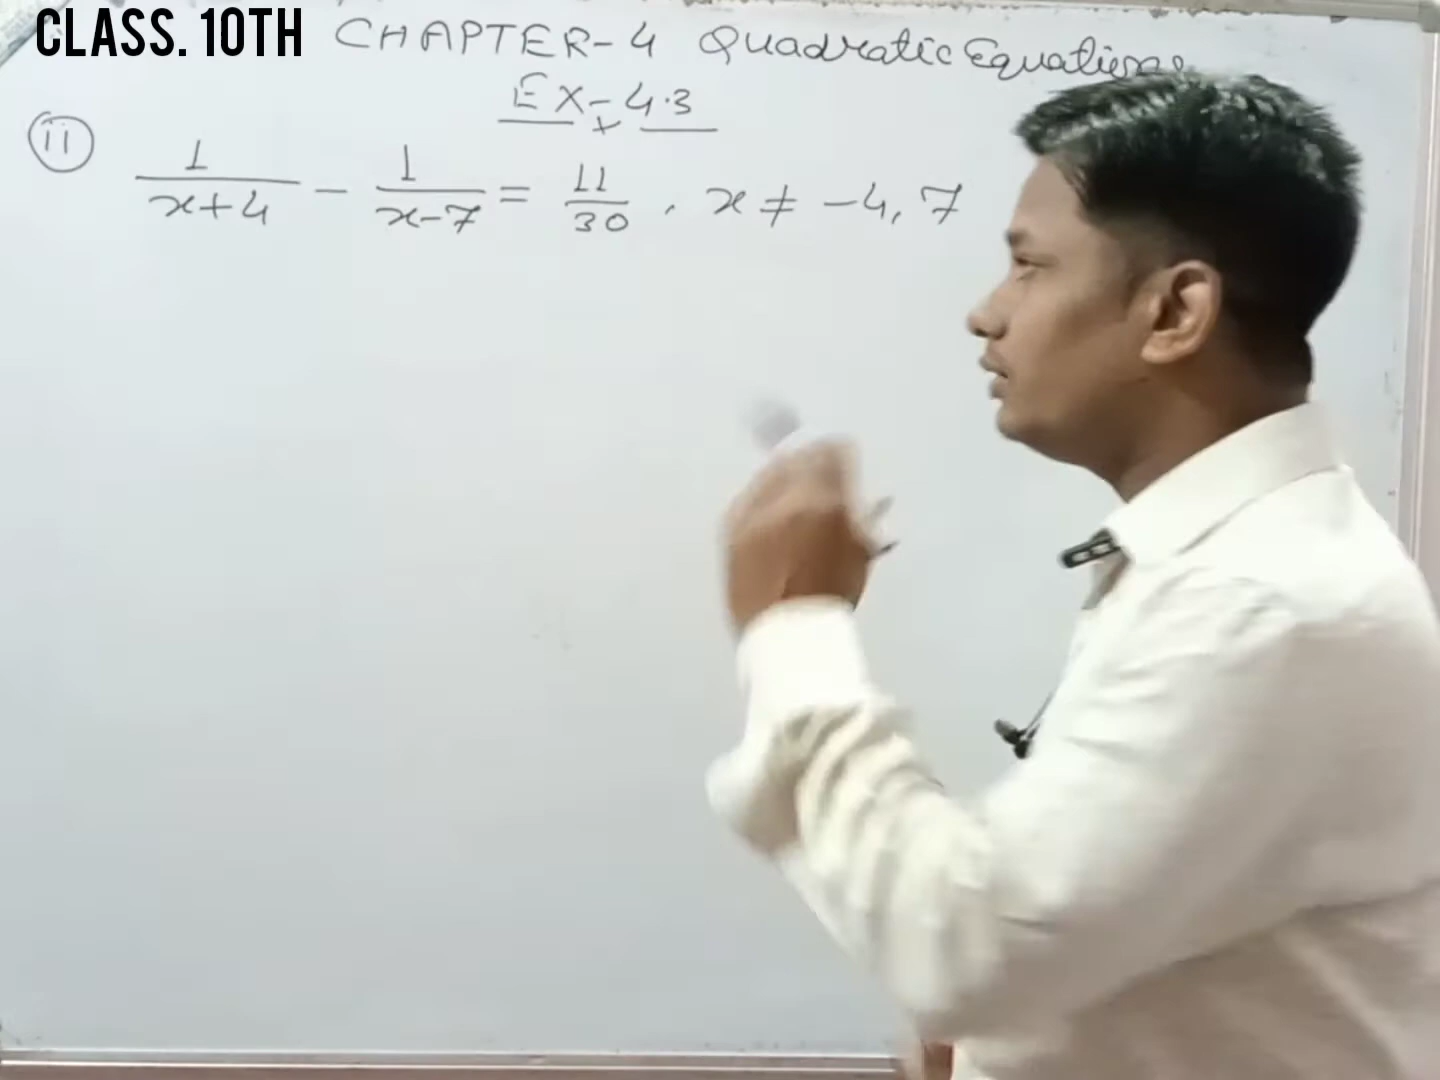 CLASS. 10TH CHAPTER-4 Quadratic Equations
EX-4.3
ii
1/(x+4) - 1/(x-7) = 11/30, x ≠ -4, 7